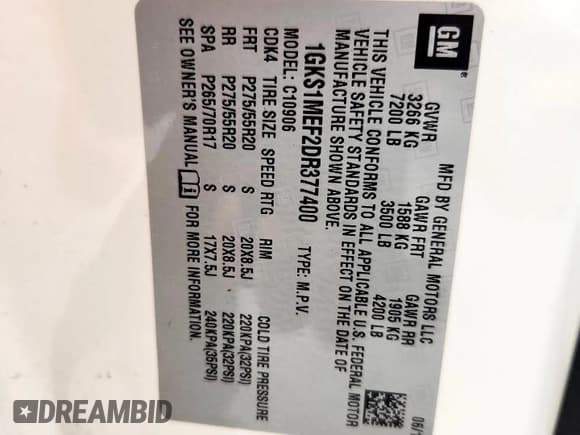 GM
®
MFD BY GENERAL MOTORS LLC
GVWR GAWR FRT GAWR RR
3266 KG 1588 KG 1905 KG
7200 LB 3500 LB 4200 LB
THIS VEHICLE CONFORMS TO ALL APPLICABLE U.S. FEDERAL MOTOR
VEHICLE SAFETY STANDARDS IN EFFECT ON THE DATE OF
MANUFACTURE SHOWN ABOVE.
1GKS1MEF2DR377400 TYPE: M.P.V.
MODEL: C10906
CDK4 TIRE SIZE SPEED RTG RIM COLD TIRE PRESSURE
FRT P275/55R20 S 20X8.5J 220KPA(32PSI)
RR P275/55R20 S 20X8.5J 220KPA(32PSI)
SPA P265/70R17 S 17X7.5J 240KPA(35PSI)
SEE OWNER'S MANUAL FOR MORE INFORMATION.
DREAMBID